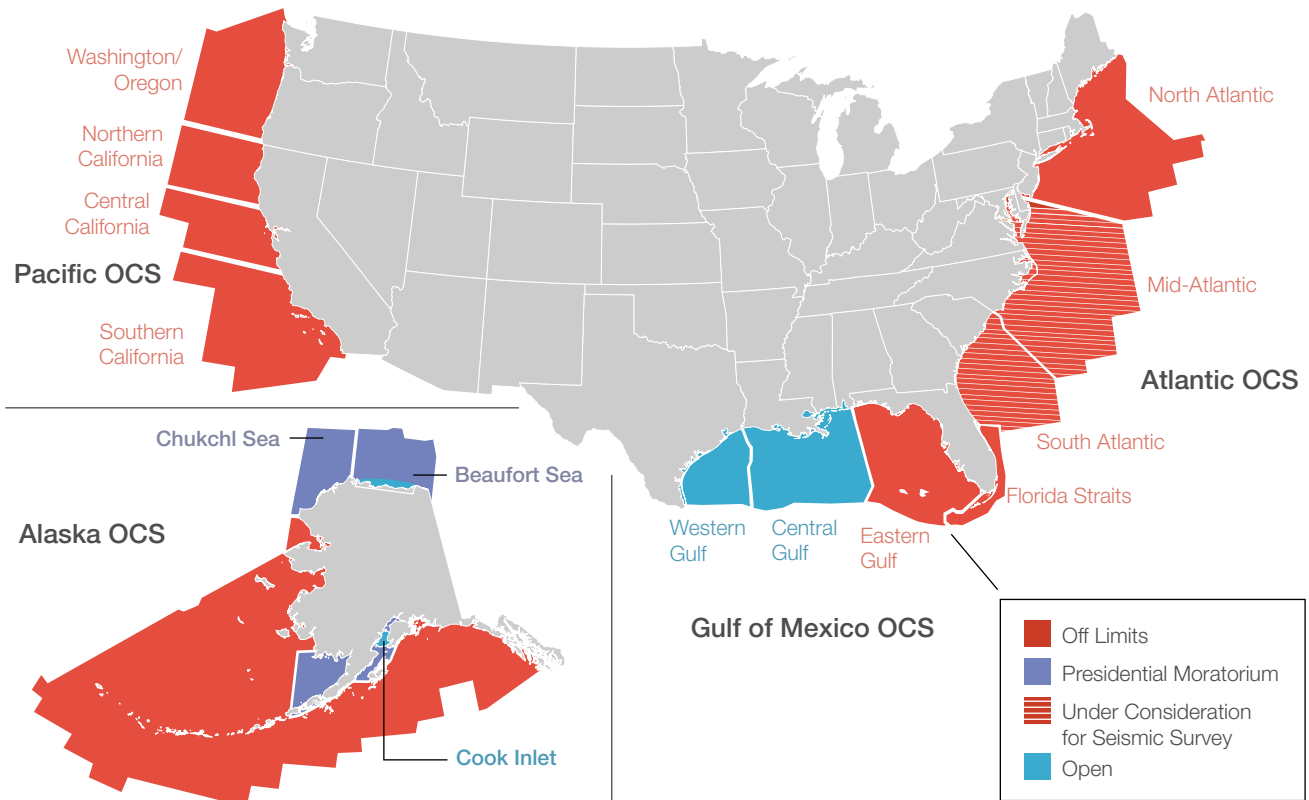 Washington/
Oregon
Northern
California
Central
California
Pacific OCS
Southern
California
North Atlantic
Mid-Atlantic
Atlantic OCS
South Atlantic
Florida Straits
Chukchl Sea
Beaufort Sea
Alaska OCS
Cook Inlet
Western
Gulf
Central
Gulf
Eastern
Gulf
Gulf of Mexico OCS
Off Limits
Presidential Moratorium
Under Consideration
for Seismic Survey
Open